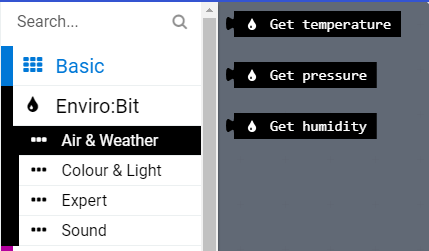 Search...
Basic
Enviro:Bit
Air & Weather
Colour & Light
Expert
Sound
Get temperature
Get pressure
Get humidity